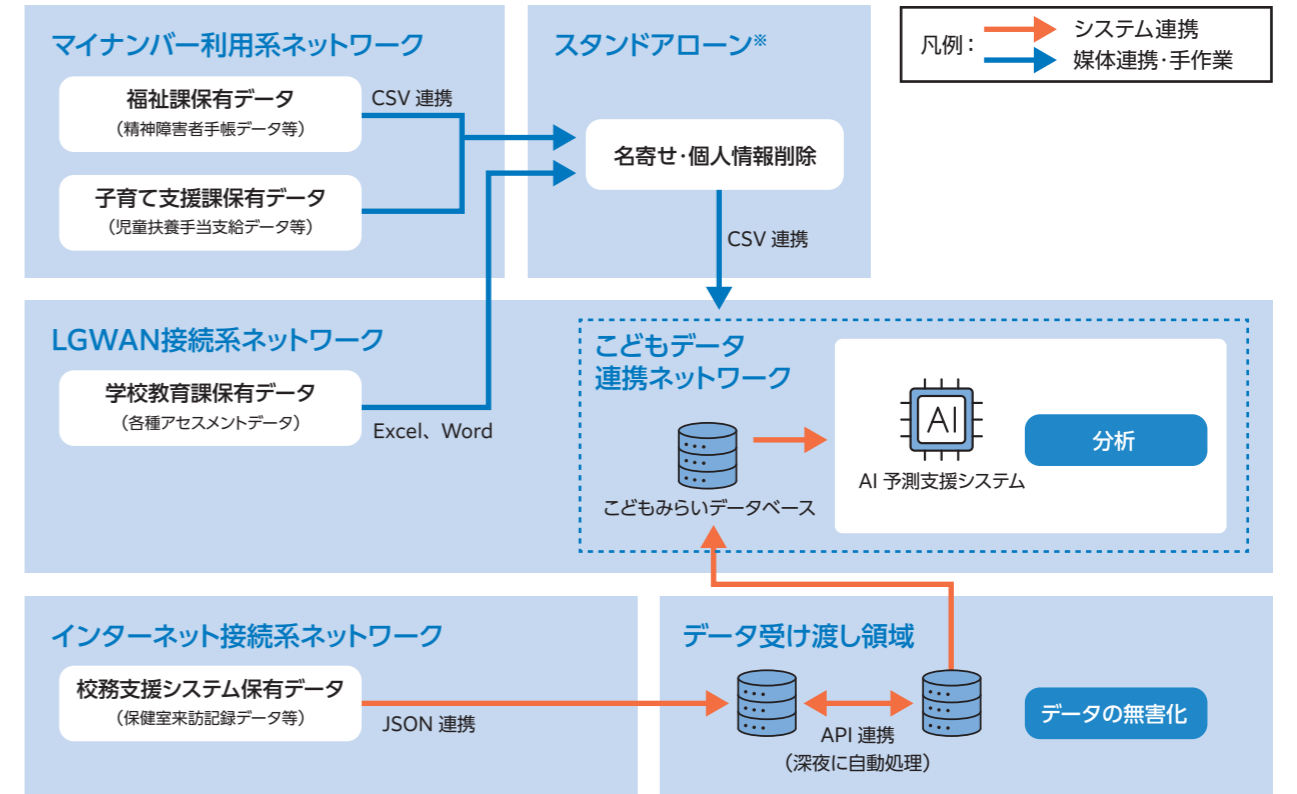 マイナンバー利用系ネットワーク
福祉課保有データ
（精神障害者手帳データ等）
CSV 連携
子育て支援課保有データ
（児童扶養手当支給データ等）
スタンドアローン※
名寄せ・個人情報削除
CSV 連携
凡例：
システム連携
媒体連携・手作業
LGWAN接続系ネットワーク
学校教育課保有データ
（各種アセスメントデータ）
Excel、Word
こどもデータ
連携ネットワーク
こどもみらいデータベース
AI
AI 予測支援システム
分析
インターネット接続系ネットワーク
校務支援システム保有データ
（保健室来訪記録データ等）
JSON 連携
データ受け渡し領域
API 連携
（深夜に自動処理）
データの無害化